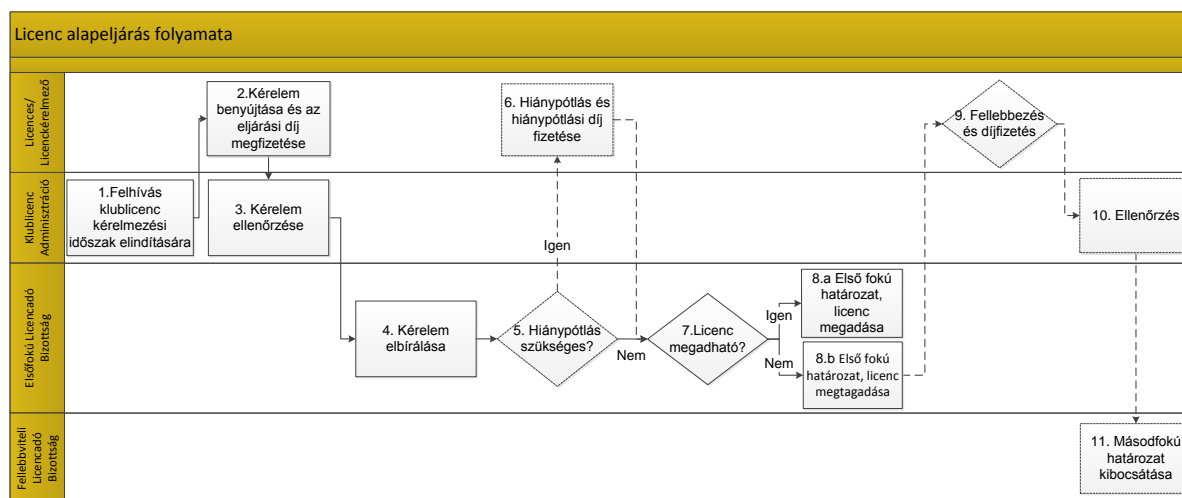 Licenc alapeljárás folyamata
Licences/
Licenckérelmező
2.Kérelem
benyújtása és az
eljárási díj
megfizetése
6. Hiánypótlás és
hiánypótlási díj
fizetése
9. Fellebbezés
és díjfizetés
Klublicenc
Adminisztráció
1.Felhívás
klublicenc
kérelmezési
időszak elindítására
3. Kérelem
ellenőrzése
Igen
10. Ellenőrzés
Elsőfokú Licencadó
Bizottság
4. Kérelem
elbírálása
5. Hiánypótlás
szükséges?
Nem
7.Licenc
megadható?
Igen
Nem
8.a Első fokú
határozat,
licenc
megadása
8.b Első fokú
határozat, licenc
megtagadása
Fellebbviteli
Licencadó
Bizottság
11. Másodfokú
határozat
kibocsátása